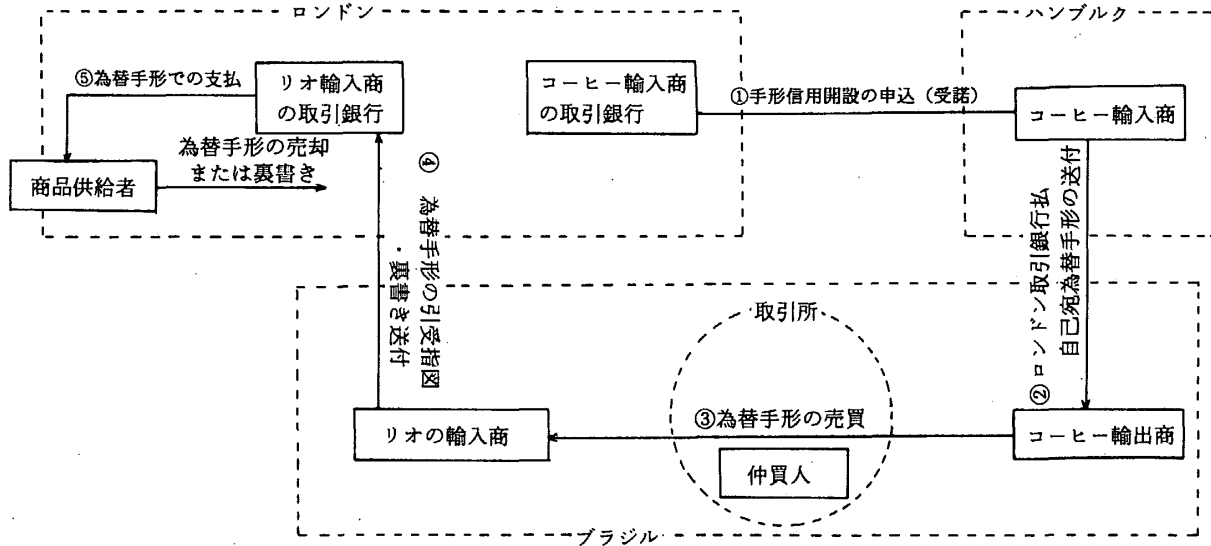 ロンドン
ハンブルク
⑤為替手形での支払
リオ輸入商
の取引銀行
コーヒー輸入商
の取引銀行
①手形信用開設の申込(受諾)
コーヒー輸入商
商品供給者
為替手形の売却
または裏書き
④ 為替手形の引受指図
・裏書き送付
②ロンドン取引銀行払
自己宛為替手形の送付
取引所
リオの輸入商
③為替手形の売買
コーヒー輸出商
仲買人
ブラジル